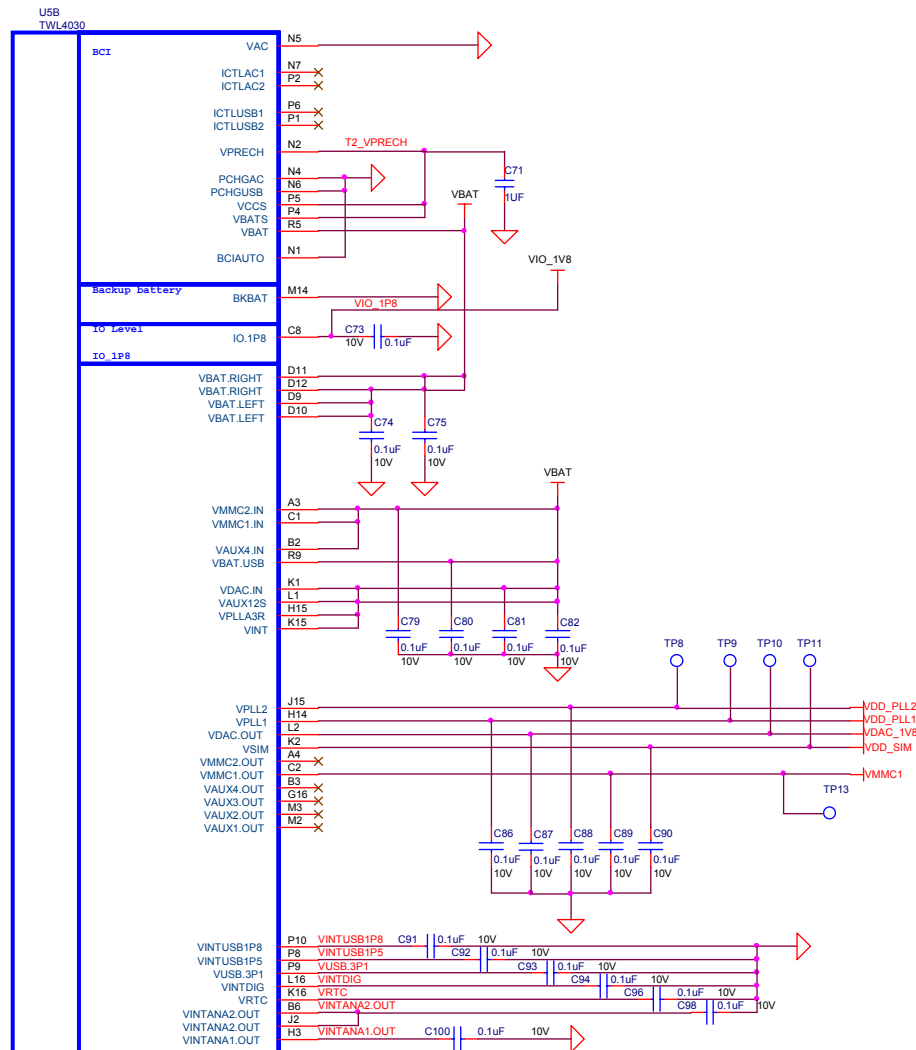 U5B
TWL4030
BCI
VAC N5
ICTLAC1 N7
ICTLAC2 P2
ICTLUSB1 P6
ICTLUSB2 P1
VPRECH N2 T2_VPRECH
PCHGAC N4
PCHGUSB N6
VCCS P5
VBATS P4
VBAT R5
BCIAUTO N1
C71
1UF
VBAT
VIO_1V8
Backup battery
BKBAT M14
VIO_1P8
IO Level
IO.1P8 C8
C73
10V 0.1uF
IO_1P8
VBAT.RIGHT D11
VBAT.RIGHT D12
VBAT.LEFT D9
VBAT.LEFT D10
C74 C75
0.1uF 0.1uF
10V 10V
VBAT
VMMC2.IN A3
VMMC1.IN C1
VAUX4.IN B2
VBAT.USB R9
VDAC.IN K1
VAUX12S L1
VPLLA3R H15
VINT K15
C79 C80 C81 C82
0.1uF 0.1uF 0.1uF 0.1uF
10V 10V 10V 10V
TP8 TP9 TP10 TP11
VPLL2 J15 VDD_PLL2
VPLL1 H14 VDD_PLL1
VDAC.OUT L2 VDAC_1V8
VSIM K2 VDD_SIM
VMMC2.OUT A4
VMMC1.OUT C2 VMMC1
VAUX4.OUT B3
VAUX3.OUT G16
VAUX2.OUT M3
VAUX1.OUT M2
TP13
C86 C87 C88 C89 C90
0.1uF 0.1uF 0.1uF 0.1uF 0.1uF
10V 10V 10V 10V 10V
VINTUSB1P8 P10 VINTUSB1P8 C91 0.1uF 10V
VINTUSB1P5 P8 VINTUSB1P5 C92 0.1uF 10V
VUSB.3P1 P9 VUSB.3P1 C93 0.1uF 10V
VINTDIG L16 VINTDIG C94 0.1uF 10V
VRTC K16 VRTC C96 0.1uF 10V
VINTANA2.OUT B6 VINTANA2.OUT C98 0.1uF 10V
VINTANA2.OUT J2
VINTANA1.OUT H3 VINTANA1.OUT C100 0.1uF 10V